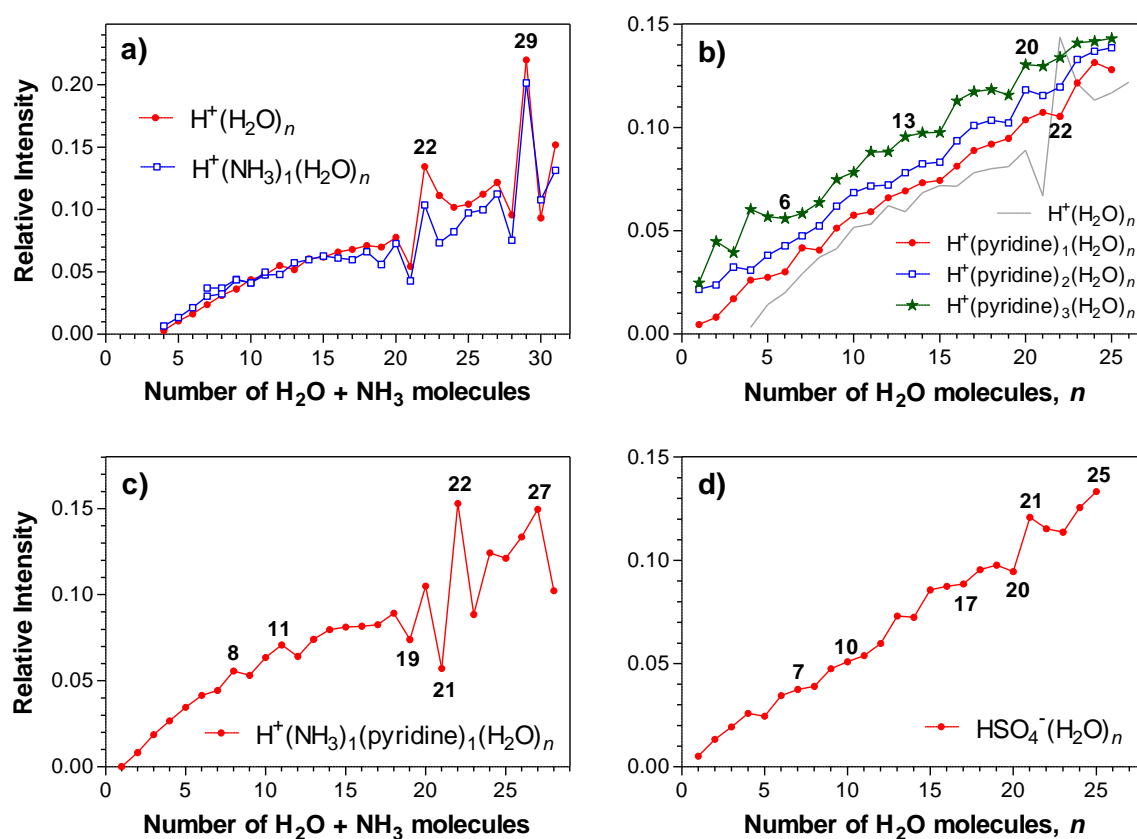 a)
Relative Intensity
0.20
0.15
0.10
0.05
0.00
0 5 10 15 20 25 30
22
29
H⁺(H₂O)ₙ
H⁺(NH₃)₁(H₂O)ₙ
Number of H₂O + NH₃ molecules
b)
0.15
0.10
0.05
0.00
0 5 10 15 20 25
6
13
20
22
H⁺(H₂O)ₙ
H⁺(pyridine)₁(H₂O)ₙ
H⁺(pyridine)₂(H₂O)ₙ
H⁺(pyridine)₃(H₂O)ₙ
Number of H₂O molecules, n
c)
Relative Intensity
0.15
0.10
0.05
0.00
0 5 10 15 20 25
8
11
19
21
22
27
H⁺(NH₃)₁(pyridine)₁(H₂O)ₙ
Number of H₂O + NH₃ molecules
d)
0.15
0.10
0.05
0.00
0 5 10 15 20 25
7
10
17
20
21
25
HSO₄⁻(H₂O)ₙ
Number of H₂O molecules, n